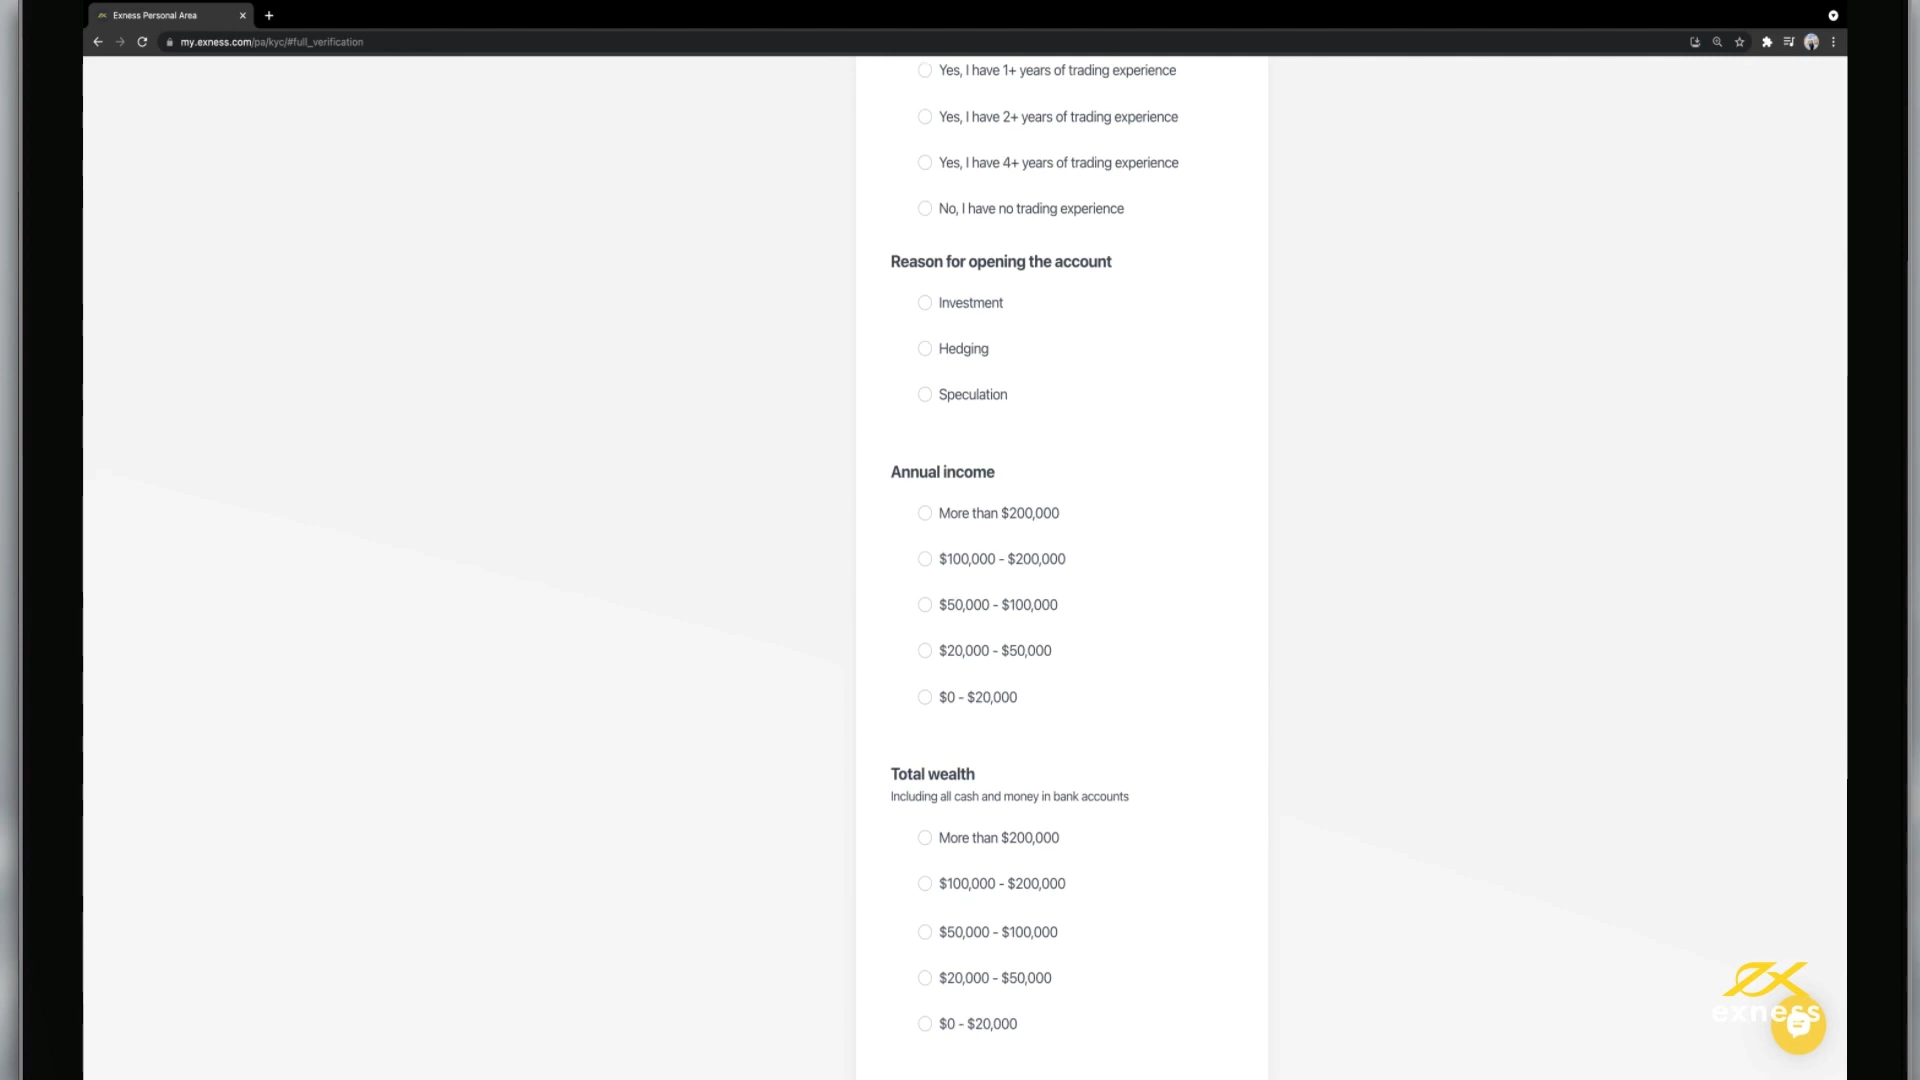 Exness Personal Area
my.exness.com/pa/kyc/#full_verification
Yes, I have 1+ years of trading experience
Yes, I have 2+ years of trading experience
Yes, I have 4+ years of trading experience
No, I have no trading experience
Reason for opening the account
Investment
Hedging
Speculation
Annual income
More than $200,000
$100,000 - $200,000
$50,000 - $100,000
$20,000 - $50,000
$0 - $20,000
Total wealth
Including all cash and money in bank accounts
More than $200,000
$100,000 - $200,000
$50,000 - $100,000
$20,000 - $50,000
$0 - $20,000
exness